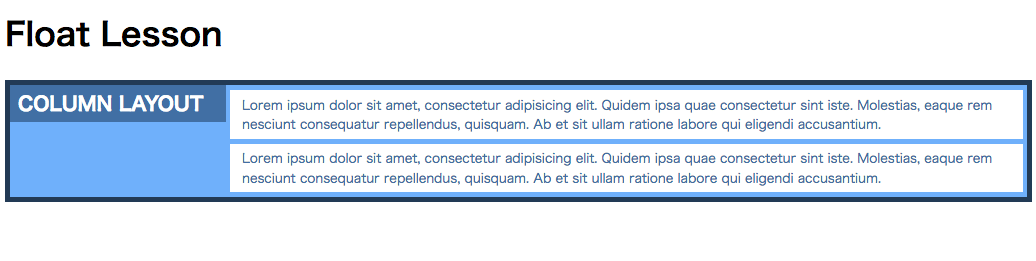 Float Lesson
COLUMN LAYOUT
Lorem ipsum dolor sit amet, consectetur adipisicing elit. Quidem ipsa quae consectetur sint iste. Molestias, eaque rem
nesciunt consequatur repellendus, quisquam. Ab et sit ullam ratione labore qui eligendi accusantium.
Lorem ipsum dolor sit amet, consectetur adipisicing elit. Quidem ipsa quae consectetur sint iste. Molestias, eaque rem
nesciunt consequatur repellendus, quisquam. Ab et sit ullam ratione labore qui eligendi accusantium.